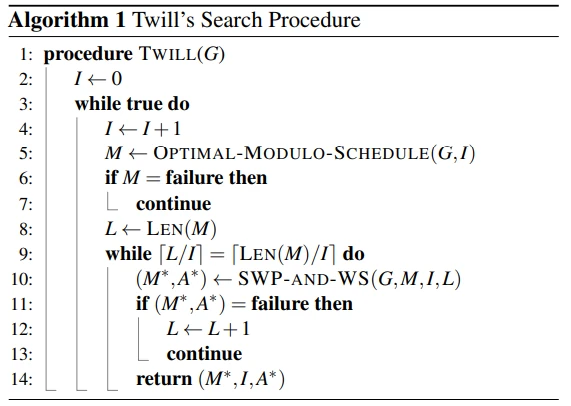 Algorithm 1 Twill's Search Procedure
1: procedure TWILL(G)
2: I ← 0
3: while true do
4: I ← I + 1
5: M ← OPTIMAL-MODULO-SCHEDULE(G, I)
6: if M = failure then
7: continue
8: L ← LEN(M)
9: while ⌈L/I⌉ = ⌈LEN(M)/I⌉ do
10: (M*, A*) ← SWP-AND-WS(G, M, I, L)
11: if (M*, A*) = failure then
12: L ← L + 1
13: continue
14: return (M*, I, A*)